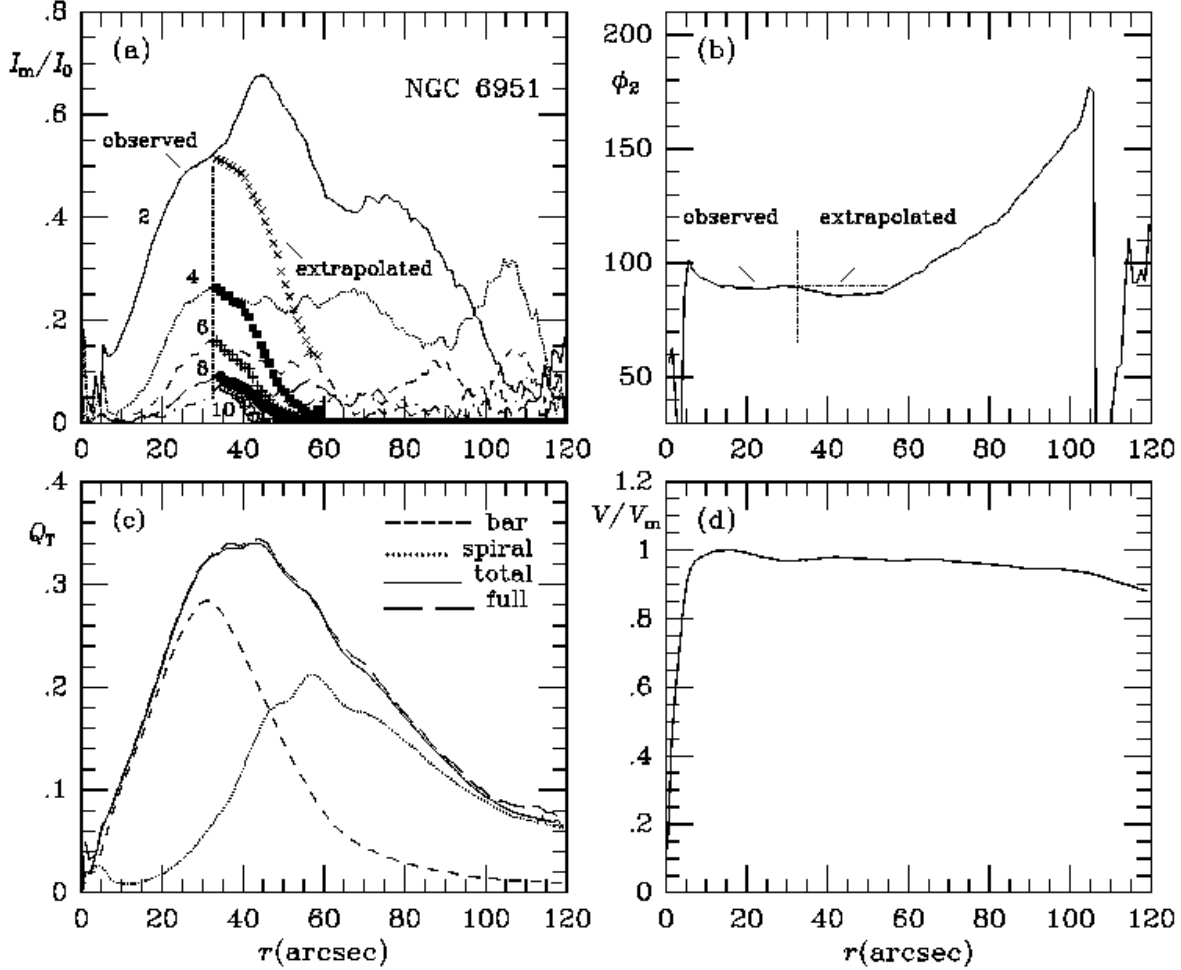 .8
(a)
I_m/I_0
NGC 6951
.6
observed
.4
2
extrapolated
4
.2
6
8
10
0
0 20 40 60 80 100 120
200
(b)
ϕ_2
150
observed extrapolated
100
50
0 20 40 60 80 100 120
.4
(c)
Q_T
bar
spiral
total
full
.3
.2
.1
0
0 20 40 60 80 100 120
r(arcsec)
1.2
V/V_m
(d)
1
.8
.6
.4
.2
0
0 20 40 60 80 100 120
r(arcsec)